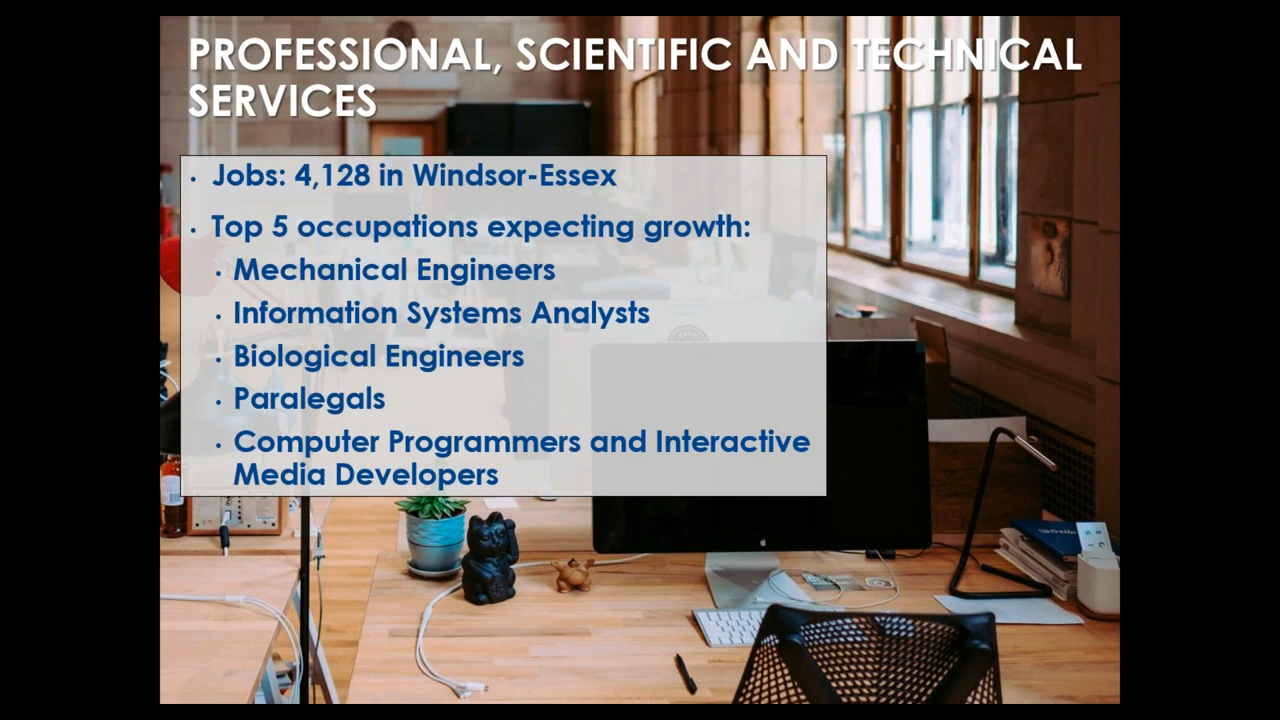 PROFESSIONAL, SCIENTIFIC AND TECHNICAL
SERVICES
• Jobs: 4,128 in Windsor-Essex
• Top 5 occupations expecting growth:
• Mechanical Engineers
• Information Systems Analysts
• Biological Engineers
• Paralegals
• Computer Programmers and Interactive
Media Developers